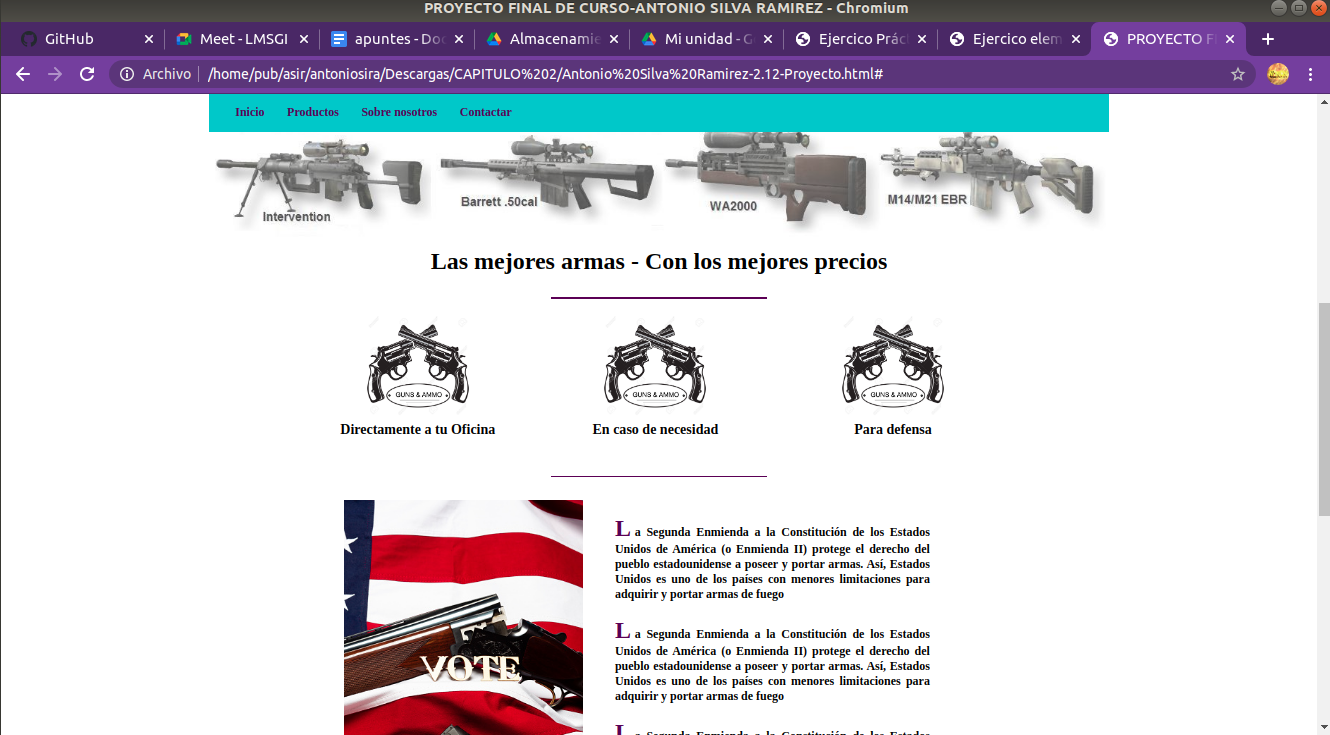 PROYECTO FINAL DE CURSO-ANTONIO SILVA RAMIREZ - Chromium
GitHub
Meet - LMSGI
apuntes - Doc
Almacenamie
Mi unidad - G
Ejercico Prác
Ejercico elem
PROYECTO F
Archivo
/home/pub/asir/antoniosira/Descargas/CAPITULO%202/Antonio%20Silva%20Ramirez-2.12-Proyecto.html#
Inicio Productos Sobre nosotros Contactar
Intervention
Barrett .50cal
WA2000
M14/M21 EBR
Las mejores armas - Con los mejores precios
GUNS & AMMO
GUNS & AMMO
GUNS & AMMO
Directamente a tu Oficina
En caso de necesidad
Para defensa
VOTE
La Segunda Enmienda a la Constitución de los Estados
Unidos de América (o Enmienda II) protege el derecho del
pueblo estadounidense a poseer y portar armas. Así, Estados
Unidos es uno de los países con menores limitaciones para
adquirir y portar armas de fuego
La Segunda Enmienda a la Constitución de los Estados
Unidos de América (o Enmienda II) protege el derecho del
pueblo estadounidense a poseer y portar armas. Así, Estados
Unidos es uno de los países con menores limitaciones para
adquirir y portar armas de fuego
La Segunda Enmienda a la Constitución de los Estados